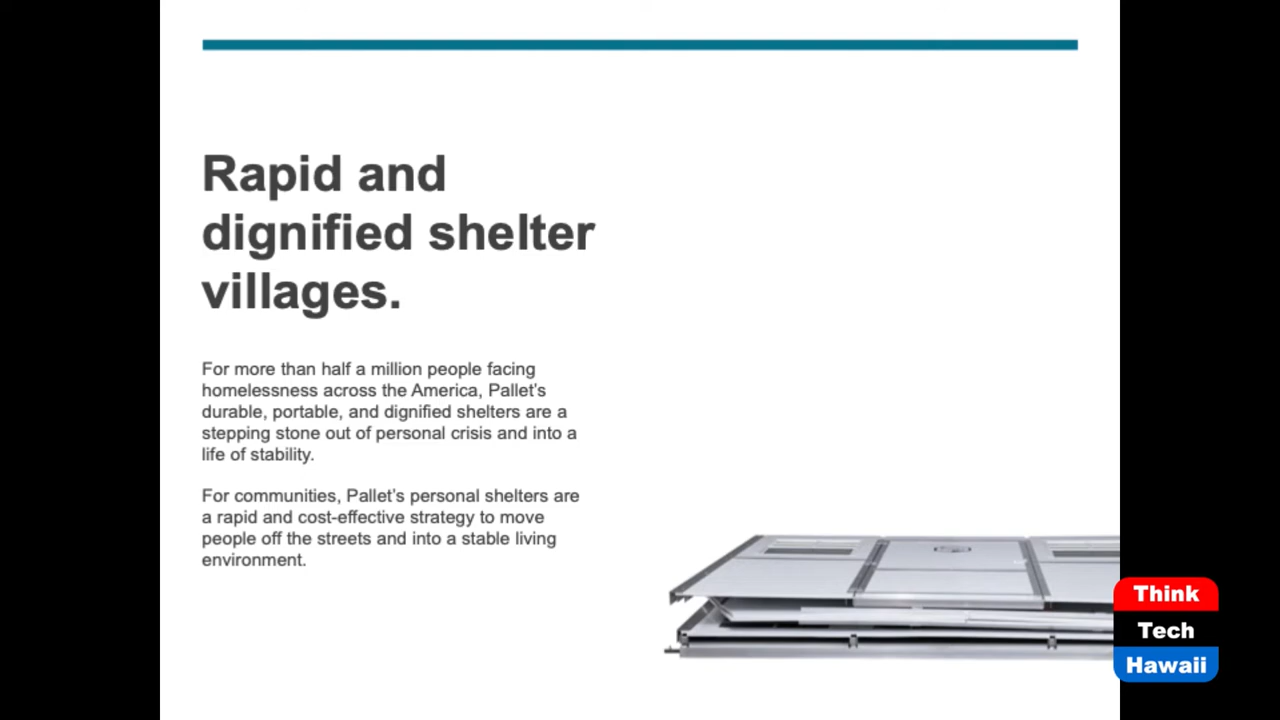 Rapid and
dignified shelter
villages.
For more than half a million people facing
homelessness across the America, Pallet's
durable, portable, and dignified shelters are a
stepping stone out of personal crisis and into a
life of stability.
For communities, Pallet's personal shelters are
a rapid and cost-effective strategy to move
people off the streets and into a stable living
environment.
Think
Tech
Hawaii